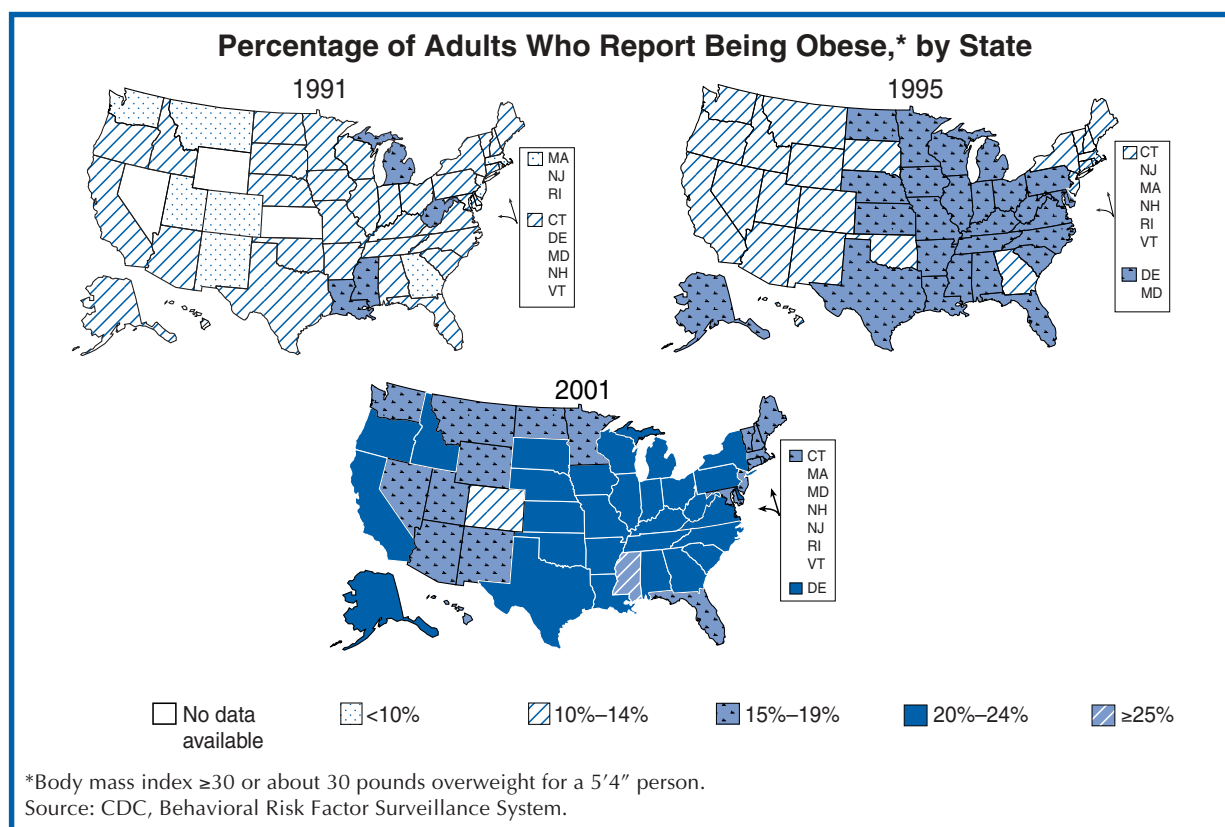 Percentage of Adults Who Report Being Obese,* by State
1991
MA
NJ
RI
CT
DE
MD
NH
VT
1995
CT
NJ
MA
NH
RI
VT
DE
MD
2001
CT
MA
MD
NH
NJ
RI
VT
DE
No data
available
<10%
10%–14%
15%–19%
20%–24%
≥25%
*Body mass index ≥30 or about 30 pounds overweight for a 5’4” person.
Source: CDC, Behavioral Risk Factor Surveillance System.